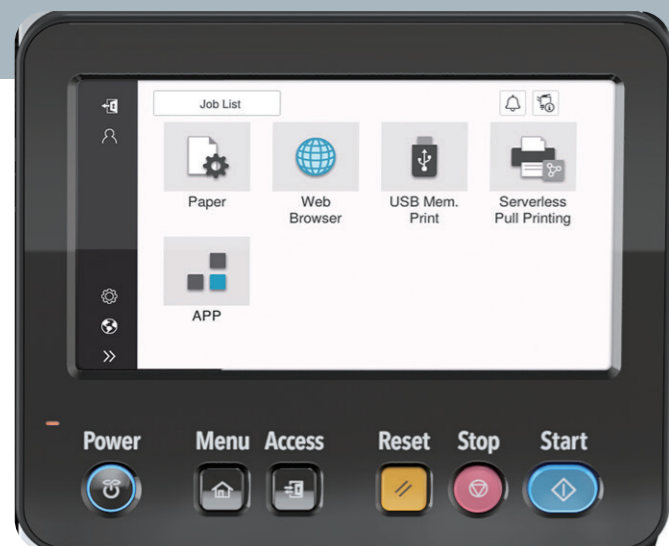 Job List
Paper
Web
Browser
USB Mem.
Print
Serverless
Pull Printing
APP
Power
Menu
Access
Reset
Stop
Start